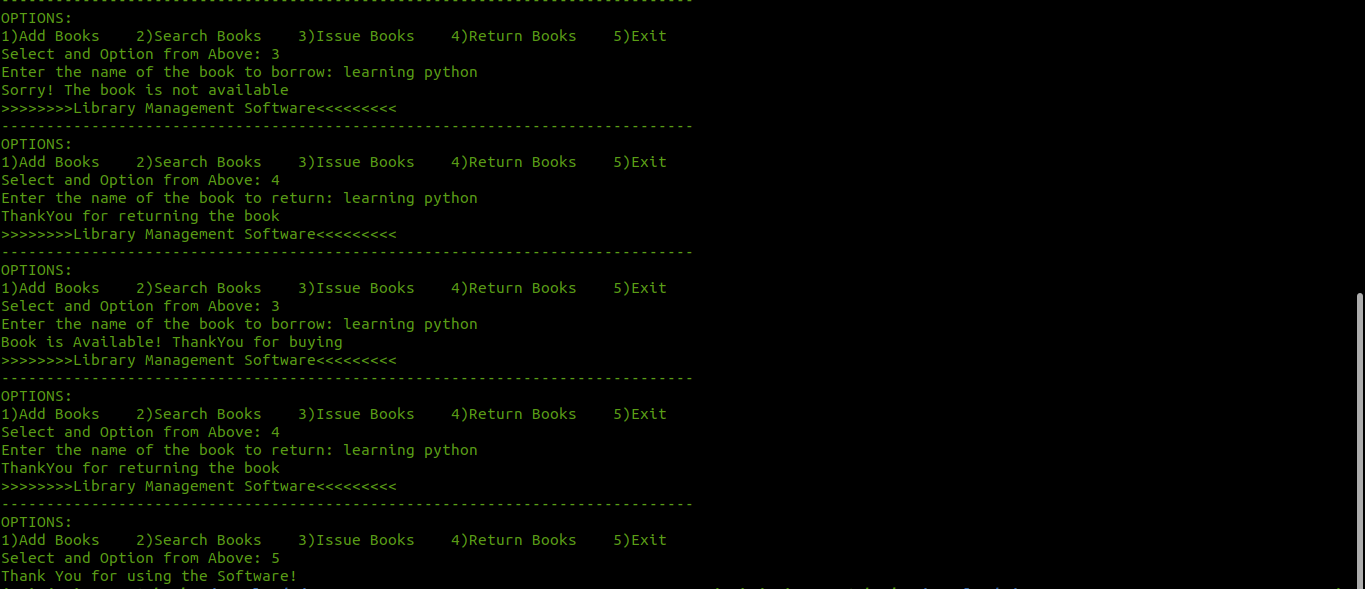 --------------------------------------------------------------------------------
OPTIONS:
1)Add Books    2)Search Books    3)Issue Books    4)Return Books    5)Exit
Select and Option from Above: 3
Enter the name of the book to borrow: learning python
Sorry! The book is not available
>>>>>>>>Library Management Software<<<<<<<<<
-----------------------------------------------------------------------------
OPTIONS:
1)Add Books    2)Search Books    3)Issue Books    4)Return Books    5)Exit
Select and Option from Above: 4
Enter the name of the book to return: learning python
ThankYou for returning the book
>>>>>>>>Library Management Software<<<<<<<<<
-----------------------------------------------------------------------------
OPTIONS:
1)Add Books    2)Search Books    3)Issue Books    4)Return Books    5)Exit
Select and Option from Above: 3
Enter the name of the book to borrow: learning python
Book is Available! ThankYou for buying
>>>>>>>>Library Management Software<<<<<<<<<
-----------------------------------------------------------------------------
OPTIONS:
1)Add Books    2)Search Books    3)Issue Books    4)Return Books    5)Exit
Select and Option from Above: 4
Enter the name of the book to return: learning python
ThankYou for returning the book
>>>>>>>>Library Management Software<<<<<<<<<
-----------------------------------------------------------------------------
OPTIONS:
1)Add Books    2)Search Books    3)Issue Books    4)Return Books    5)Exit
Select and Option from Above: 5
Thank You for using the Software!